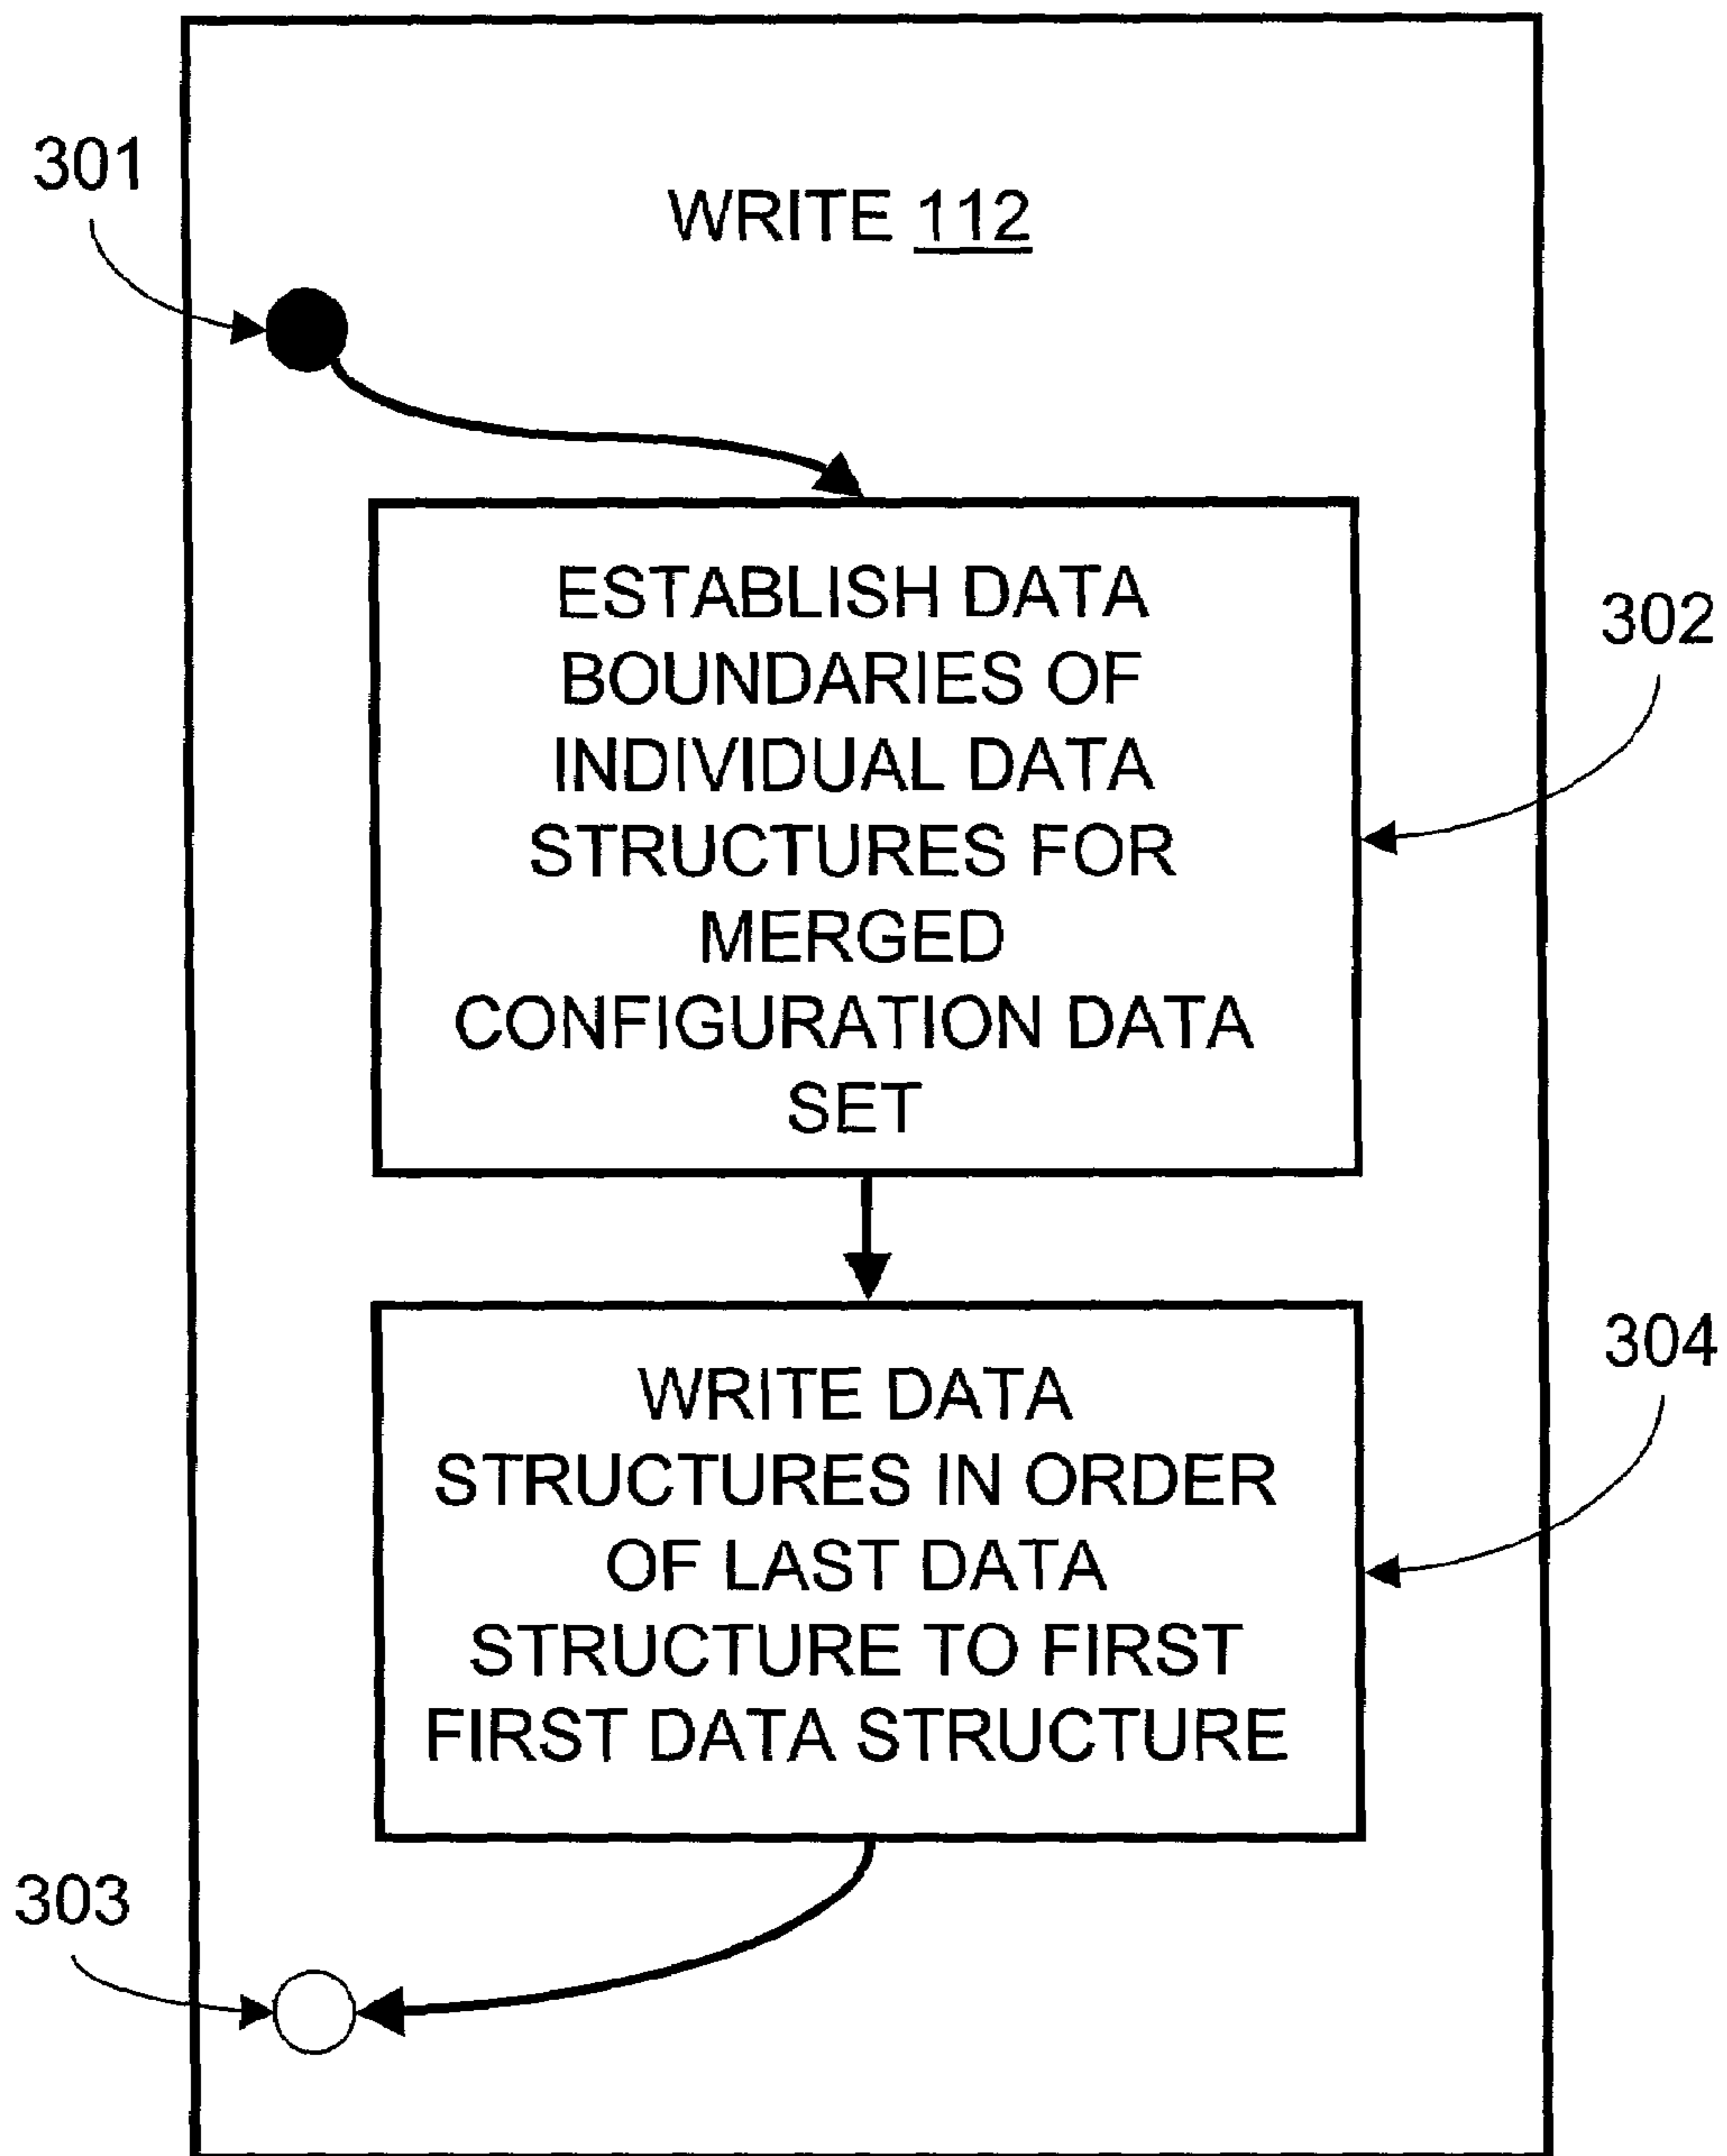 301
WRITE 112
ESTABLISH DATA
BOUNDARIES OF
INDIVIDUAL DATA
STRUCTURES FOR
MERGED
CONFIGURATION DATA
SET
302
WRITE DATA
STRUCTURES IN ORDER
OF LAST DATA
STRUCTURE TO FIRST
FIRST DATA STRUCTURE
304
303